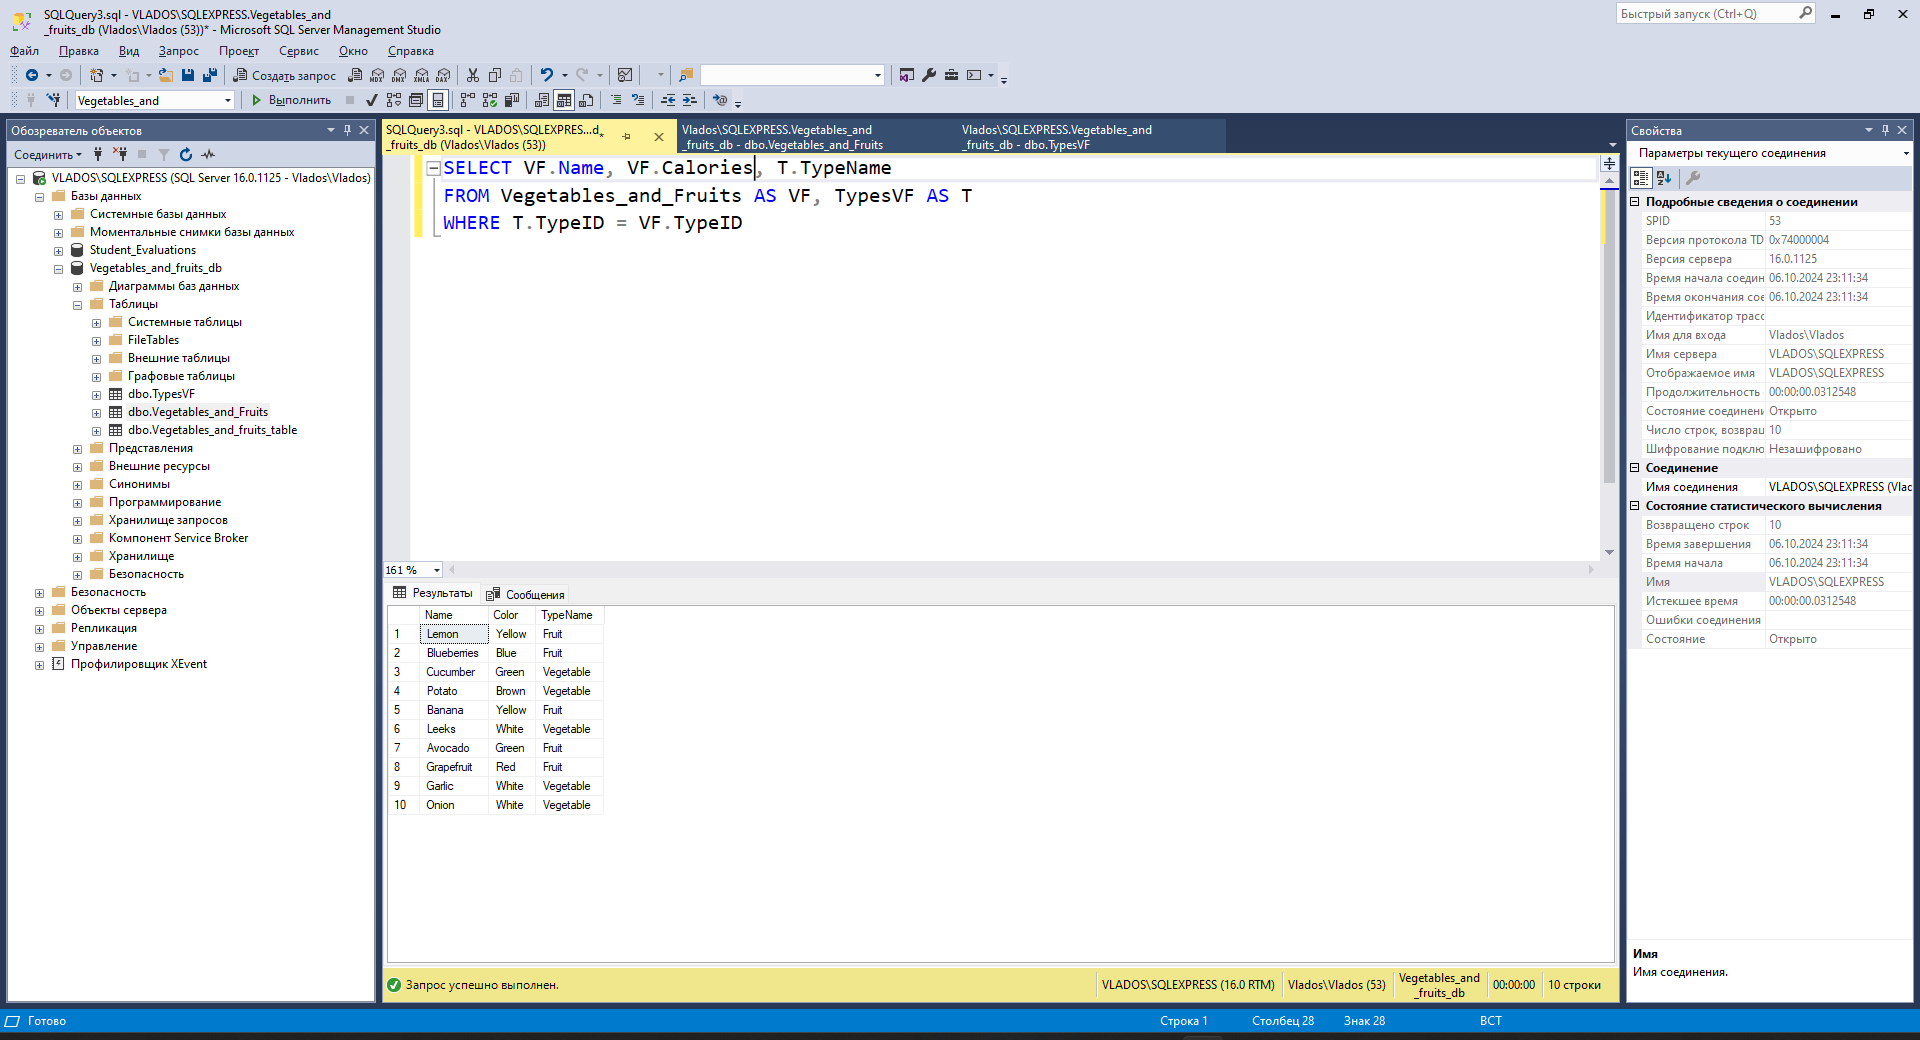 SQLQuery3.sql - VLADOS\SQLEXPRESS.Vegetables_and
_fruits_db (Vlados\Vlados (53))* - Microsoft SQL Server Management Studio
Быстрый запуск (Ctrl+Q)
Файл Правка Вид Запрос Проект Сервис Окно Справка
Создать запрос MDX DMX XMLA DAX
Vegetables_and Выполнить
Обозреватель объектов
Соединить
VLADOS\SQLEXPRESS (SQL Server 16.0.1125 - Vlados\Vlados)
Базы данных
Системные базы данных
Моментальные снимки базы данных
Student_Evaluations
Vegetables_and_fruits_db
Диаграммы баз данных
Таблицы
Системные таблицы
FileTables
Внешние таблицы
Графовые таблицы
dbo.TypesVF
dbo.Vegetables_and_Fruits
dbo.Vegetables_and_fruits_table
Представления
Внешние ресурсы
Синонимы
Программирование
Хранилище запросов
Компонент Service Broker
Хранилище
Безопасность
Безопасность
Объекты сервера
Репликация
Управление
Профилировщик XEvent
SQLQuery3.sql - VLADOS\SQLEXPRES...d*
_fruits_db (Vlados\Vlados (53))
Vlados\SQLEXPRESS.Vegetables_and
_fruits_db - dbo.Vegetables_and_Fruits
Vlados\SQLEXPRESS.Vegetables_and
_fruits_db - dbo.TypesVF
SELECT VF.Name, VF.Calories, T.TypeName
FROM Vegetables_and_Fruits AS VF, TypesVF AS T
WHERE T.TypeID = VF.TypeID
161 %
Результаты Сообщения
Name Color TypeName
1 Lemon Yellow Fruit
2 Blueberries Blue Fruit
3 Cucumber Green Vegetable
4 Potato Brown Vegetable
5 Banana Yellow Fruit
6 Leeks White Vegetable
7 Avocado Green Fruit
8 Grapefruit Red Fruit
9 Garlic White Vegetable
10 Onion White Vegetable
Запрос успешно выполнен.
VLADOS\SQLEXPRESS (16.0 RTM) Vlados\Vlados (53) Vegetables_and
_fruits_db 00:00:00 10 строки
Свойства
Параметры текущего соединения
Подробные сведения о соединении
SPID 53
Версия протокола TD 0x74000004
Версия сервера 16.0.1125
Время начала соедин 06.10.2024 23:11:34
Время окончания сое 06.10.2024 23:11:34
Идентификатор трасс
Имя для входа Vlados\Vlados
Имя сервера VLADOS\SQLEXPRESS
Отображаемое имя VLADOS\SQLEXPRESS
Продолжительность 00:00:00.0312548
Состояние соединени Открыто
Число строк, возвращ 10
Шифрование подклю Незашифровано
Соединение
Имя соединения VLADOS\SQLEXPRESS (Vlac
Состояние статистического вычисления
Возвращено строк 10
Время завершения 06.10.2024 23:11:34
Время начала 06.10.2024 23:11:34
Имя VLADOS\SQLEXPRESS
Истекшее время 00:00:00.0312548
Ошибки соединения
Состояние Открыто
Имя
Имя соединения.
Готово Строка 1 Столбец 28 Знак 28 ВСТ